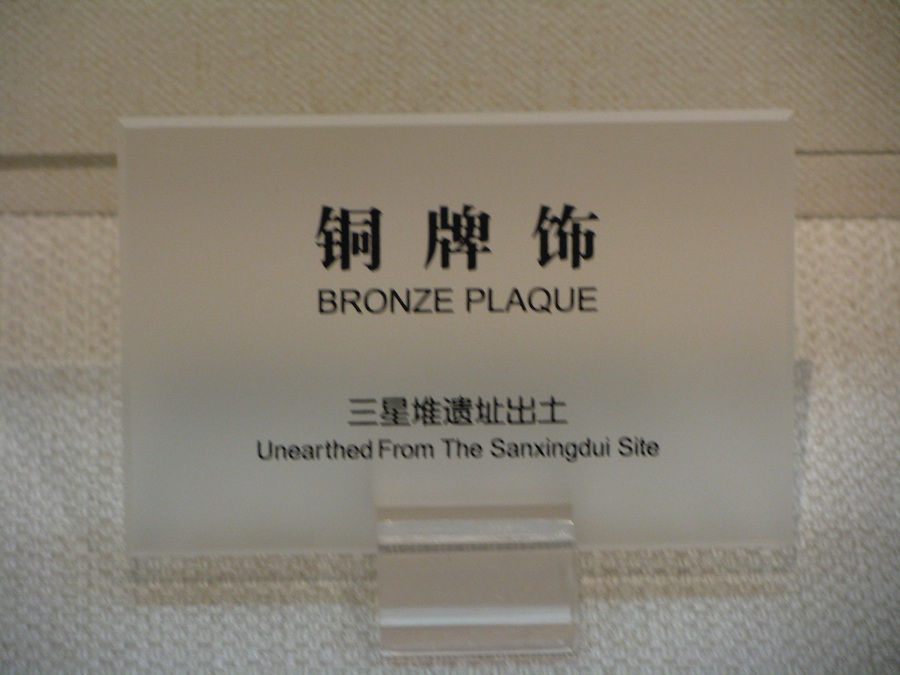 铜牌饰
BRONZE PLAQUE
三星堆遗址出土
Unearthed From The Sanxingdui Site